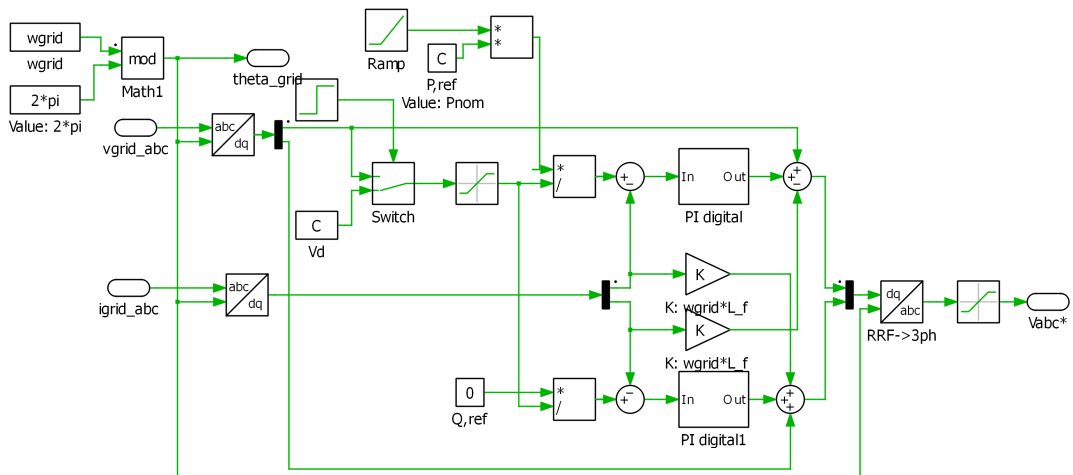 wgrid
wgrid
2*pi
Value: 2*pi
mod
Math1
theta_grid
Ramp
*
*
C
P,ref
Value: Pnom
vgrid_abc
abc
dq
Switch
C
Vd
*
/
+
−
In
Out
PI digital
+
+
−
igrid_abc
abc
dq
K
K: wgrid*L_f
K
K: wgrid*L_f
dq
abc
RRF->3ph
Vabc*
0
Q,ref
*
/
−
+
In
Out
PI digital1
+
+
+